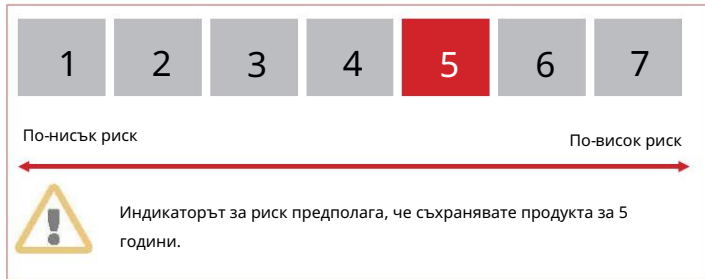 1 2 3 4 5 6 7
По-нисък риск По-висок риск
Индикаторът за риск предполага, че съхранявате продукта за 5
години.